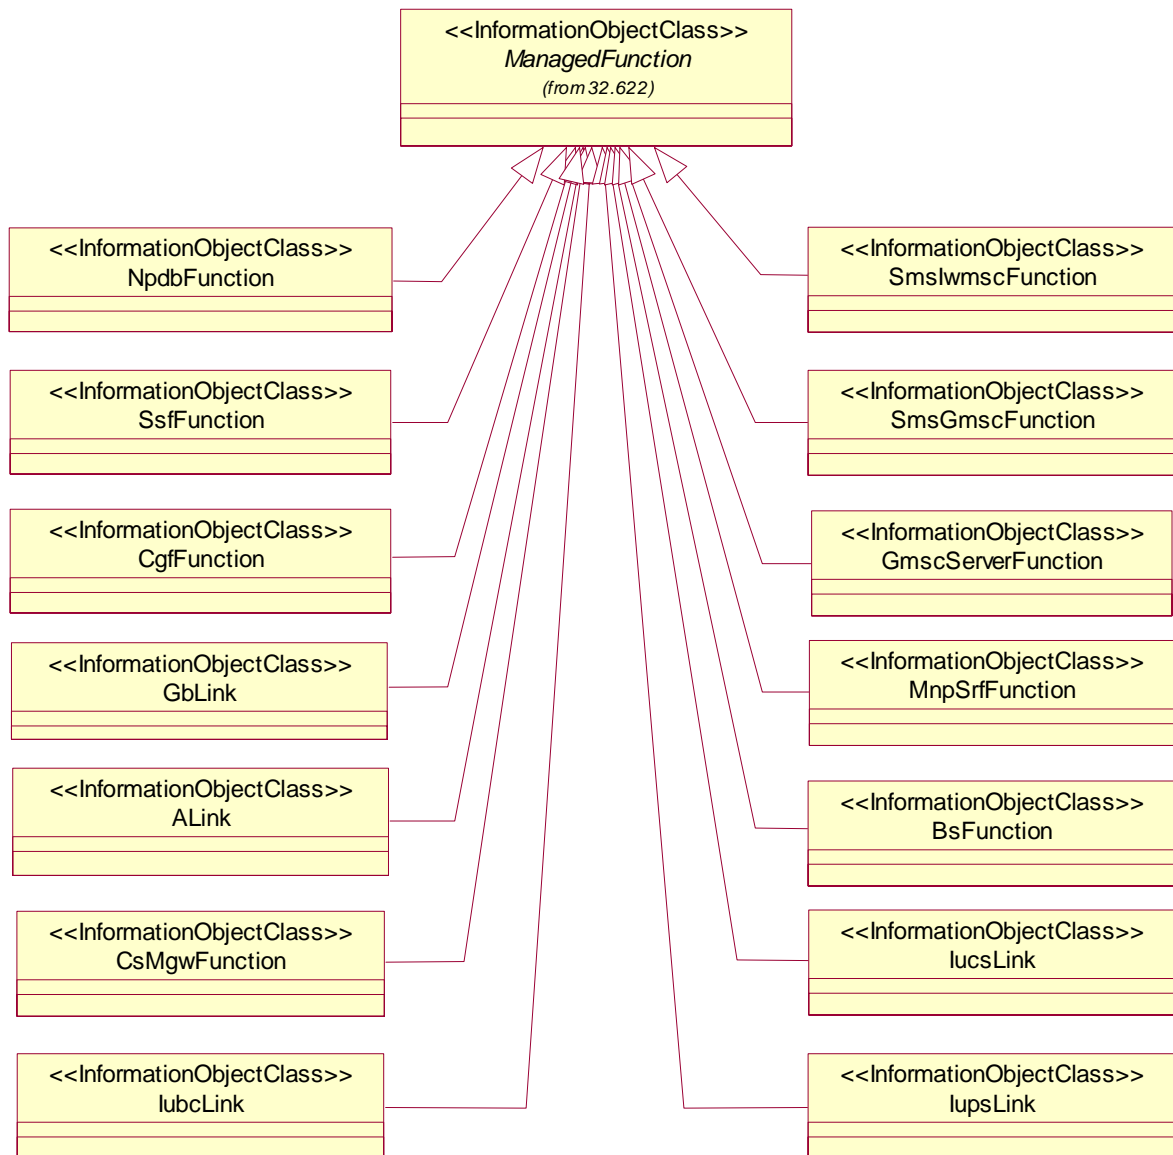 <<InformationObjectClass>>
ManagedFunction
(from 32.622)
<<InformationObjectClass>>
NpdbFunction
<<InformationObjectClass>>
SmsIwmscFunction
<<InformationObjectClass>>
SsfFunction
<<InformationObjectClass>>
SmsGmscFunction
<<InformationObjectClass>>
CgfFunction
<<InformationObjectClass>>
GmscServerFunction
<<InformationObjectClass>>
GbLink
<<InformationObjectClass>>
MnpSrfFunction
<<InformationObjectClass>>
ALink
<<InformationObjectClass>>
BsFunction
<<InformationObjectClass>>
CsMgwFunction
<<InformationObjectClass>>
IucsLink
<<InformationObjectClass>>
IubcLink
<<InformationObjectClass>>
IupsLink